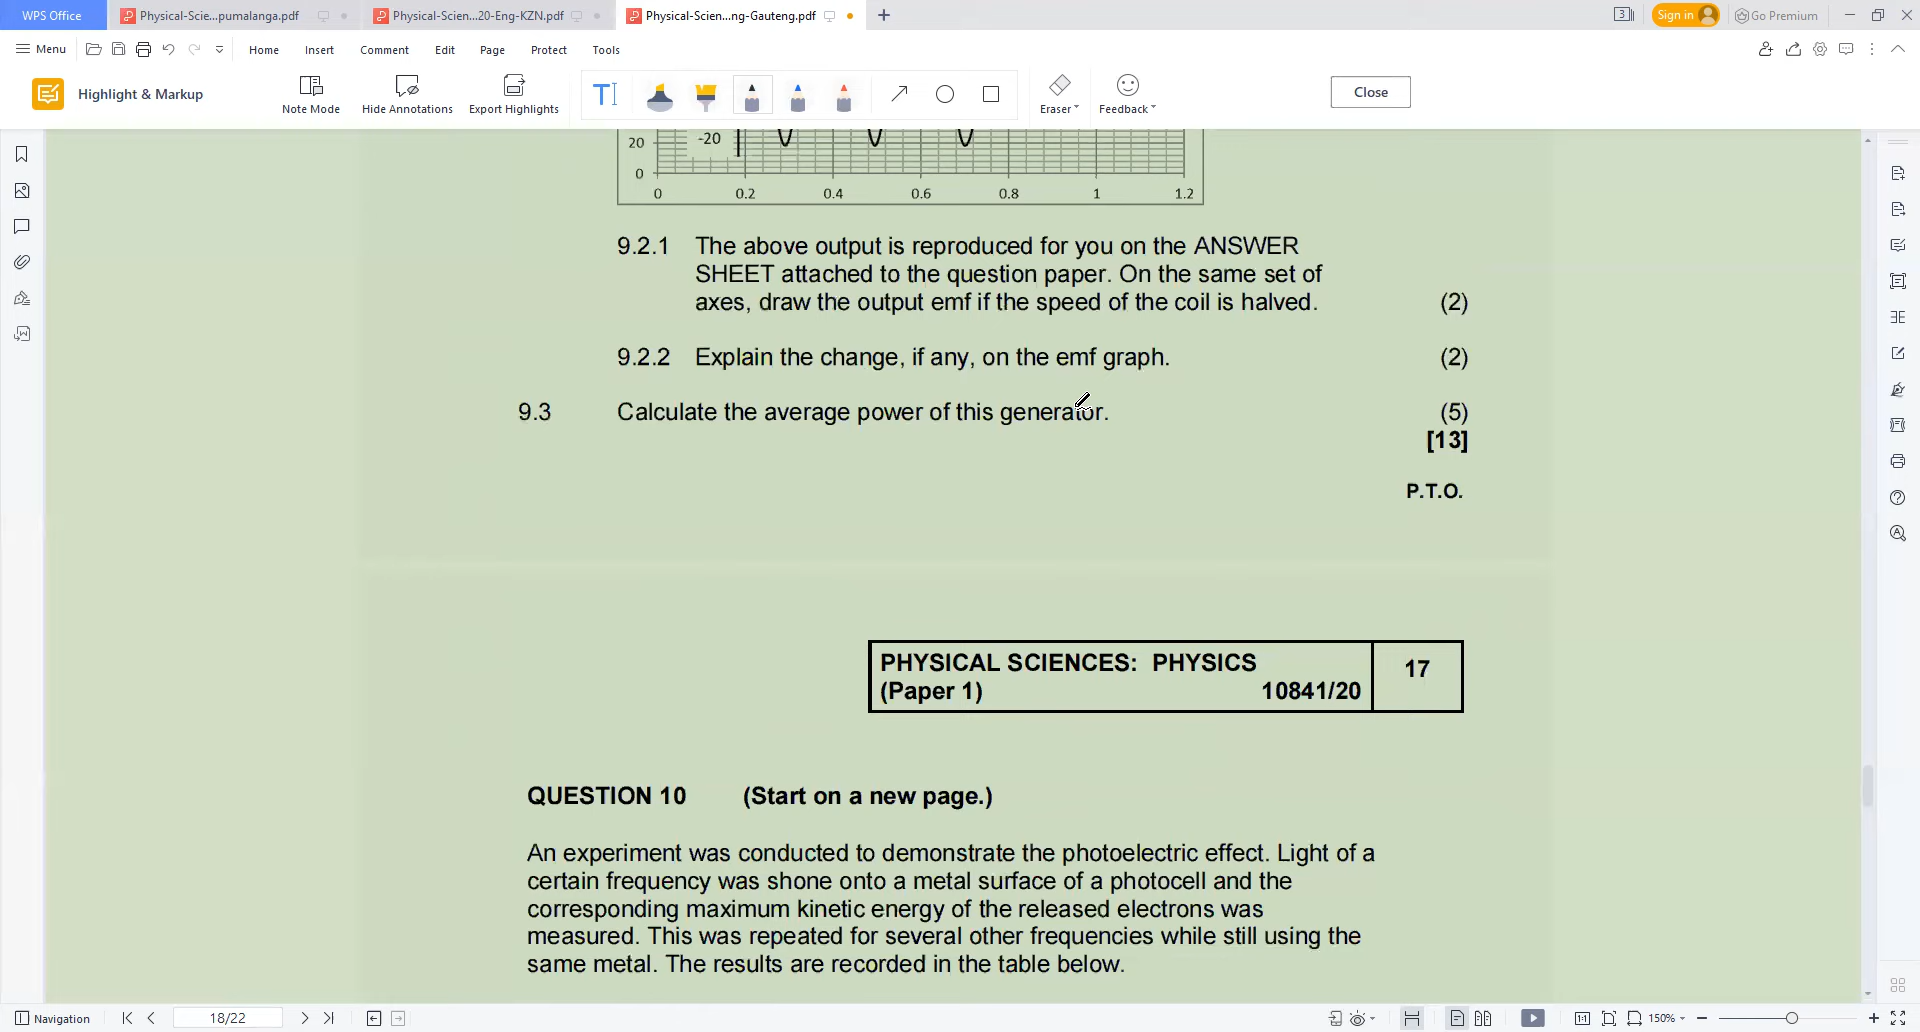 WPS Office
Physical-Scie...pumalanga.pdf
Physical-Scien...20-Eng-KZN.pdf
Physical-Scien...ng-Gauteng.pdf
3
Sign in
Go Premium
Menu
Home
Insert
Comment
Edit
Page
Protect
Tools
Highlight & Markup
Note Mode
Hide Annotations
Export Highlights
T
Eraser
Feedback
Close
20
-20
0
0 0.2 0.4 0.6 0.8 1 1.2
9.2.1 The above output is reproduced for you on the ANSWER
SHEET attached to the question paper. On the same set of
axes, draw the output emf if the speed of the coil is halved. (2)
9.2.2 Explain the change, if any, on the emf graph. (2)
9.3 Calculate the average power of this generator. (5)
[13]
P.T.O.
PHYSICAL SCIENCES: PHYSICS 17
(Paper 1) 10841/20
QUESTION 10 (Start on a new page.)
An experiment was conducted to demonstrate the photoelectric effect. Light of a
certain frequency was shone onto a metal surface of a photocell and the
corresponding maximum kinetic energy of the released electrons was
measured. This was repeated for several other frequencies while still using the
same metal. The results are recorded in the table below.
Navigation
18/22
1:1
150%